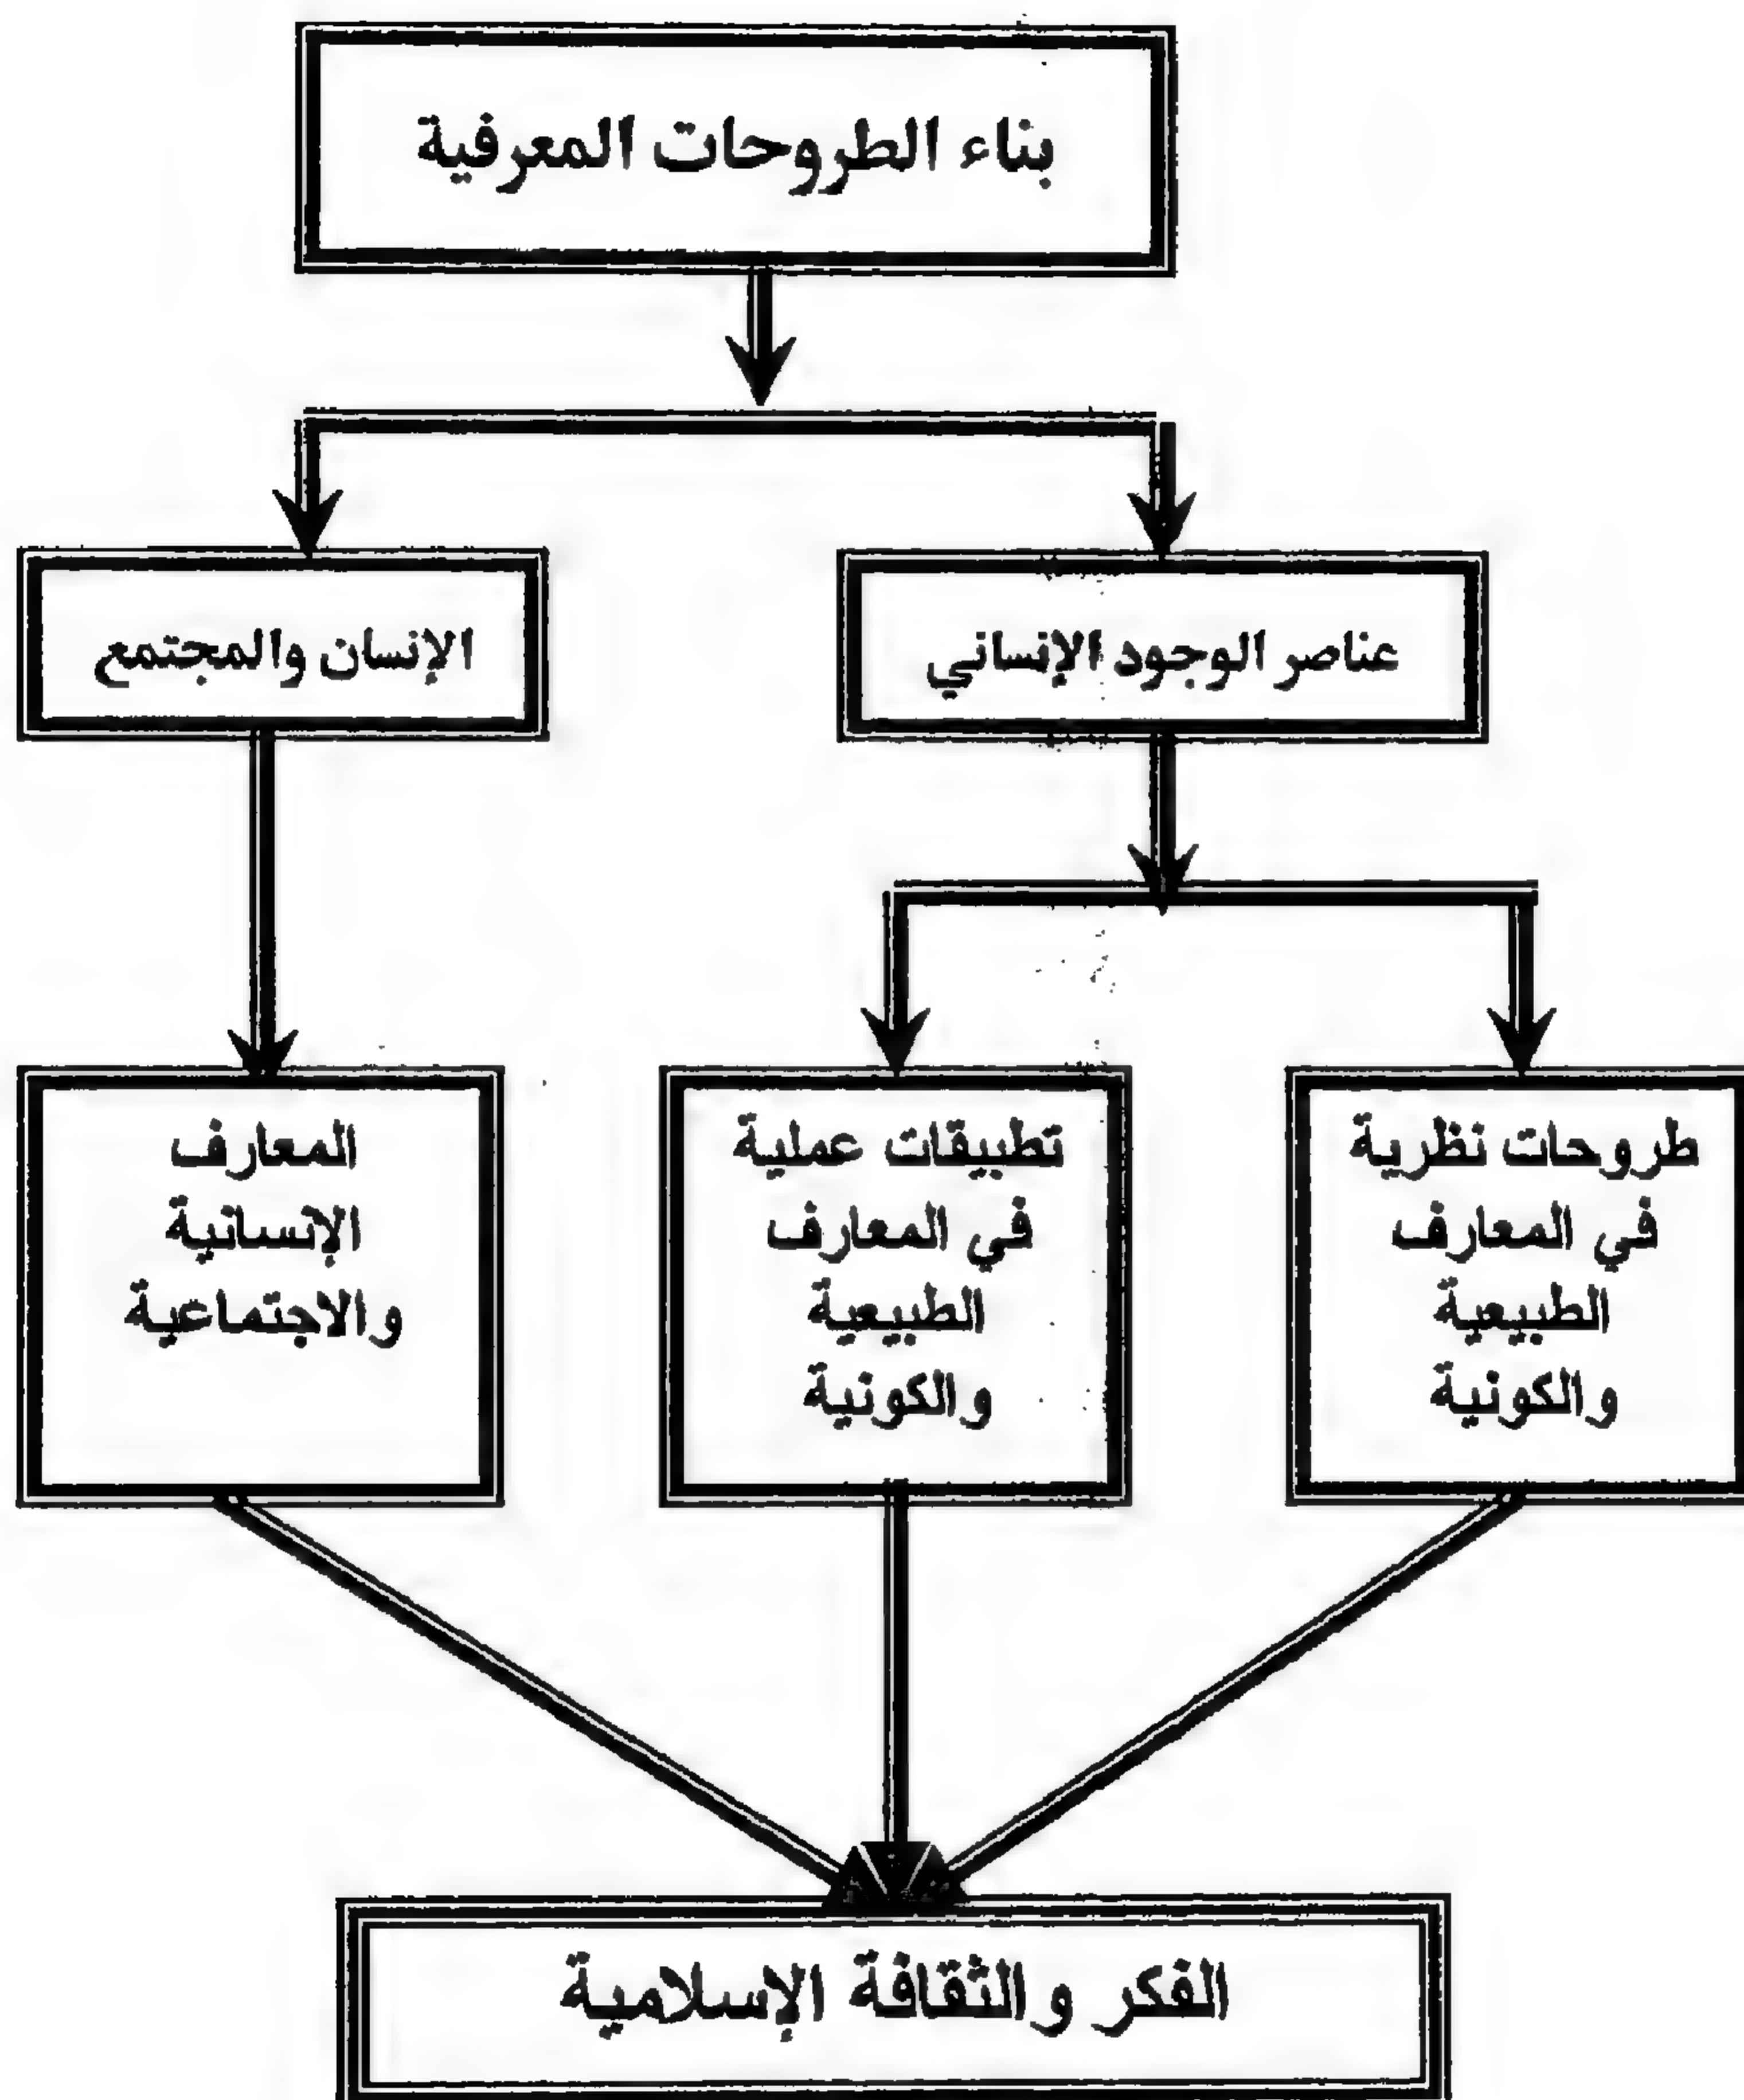 بناء الطروحات المعرفية
عناصر الوجود الإنساني
الإنسان والمجتمع
طروحات نظرية
في المعارف
الطبيعية
والكونية
تطبيقات عملية
في المعارف
الطبيعية
والكونية
المعارف
الإنسانية
والاجتماعية
الفكر والثقافة الإسلامية